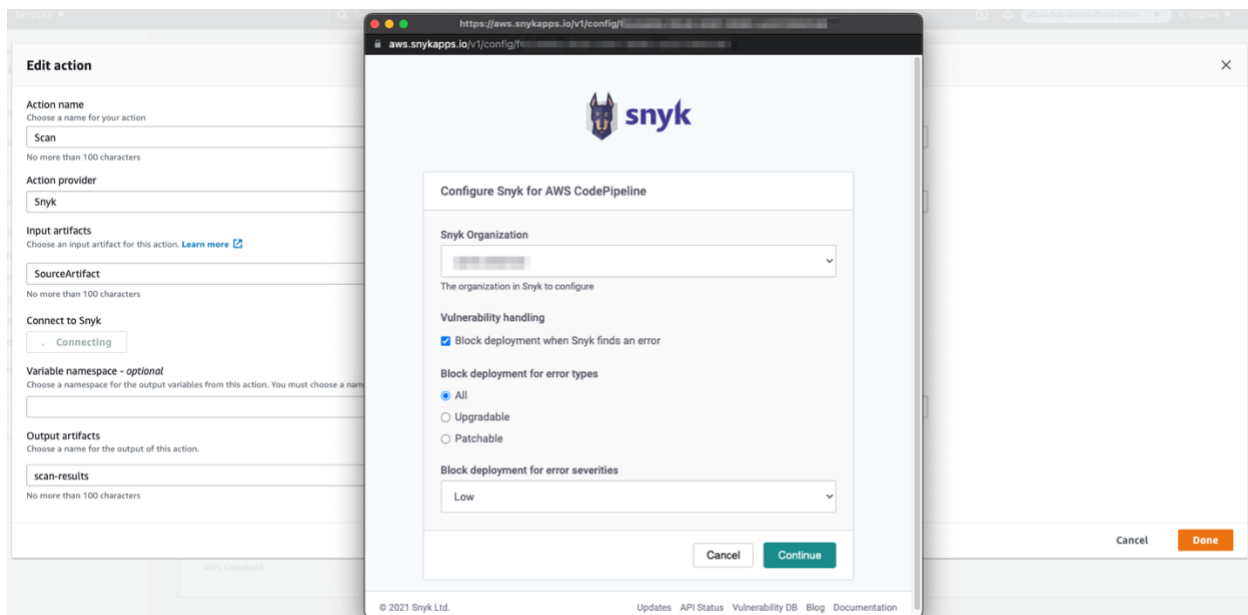 Services ▼
https://aws.snykapps.io/v1/config/f
aws.snykapps.io/v1/config/f
N. Virginia ▼
Edit action
Action name
Choose a name for your action
Scan
No more than 100 characters
Action provider
Snyk
Input artifacts
Choose an input artifact for this action. Learn more
SourceArtifact
No more than 100 characters
Connect to Snyk
Connecting
Variable namespace - optional
Choose a namespace for the output variables from this action. You must choose a nam
Output artifacts
Choose a name for the output of this action.
scan-results
No more than 100 characters
snyk
Configure Snyk for AWS CodePipeline
Snyk Organization
The organization in Snyk to configure
Vulnerability handling
Block deployment when Snyk finds an error
Block deployment for error types
All
Upgradable
Patchable
Block deployment for error severities
Low
Cancel Continue
Cancel Done
AWS CodeBuild
© 2021 Snyk Ltd. Updates API Status Vulnerability DB Blog Documentation